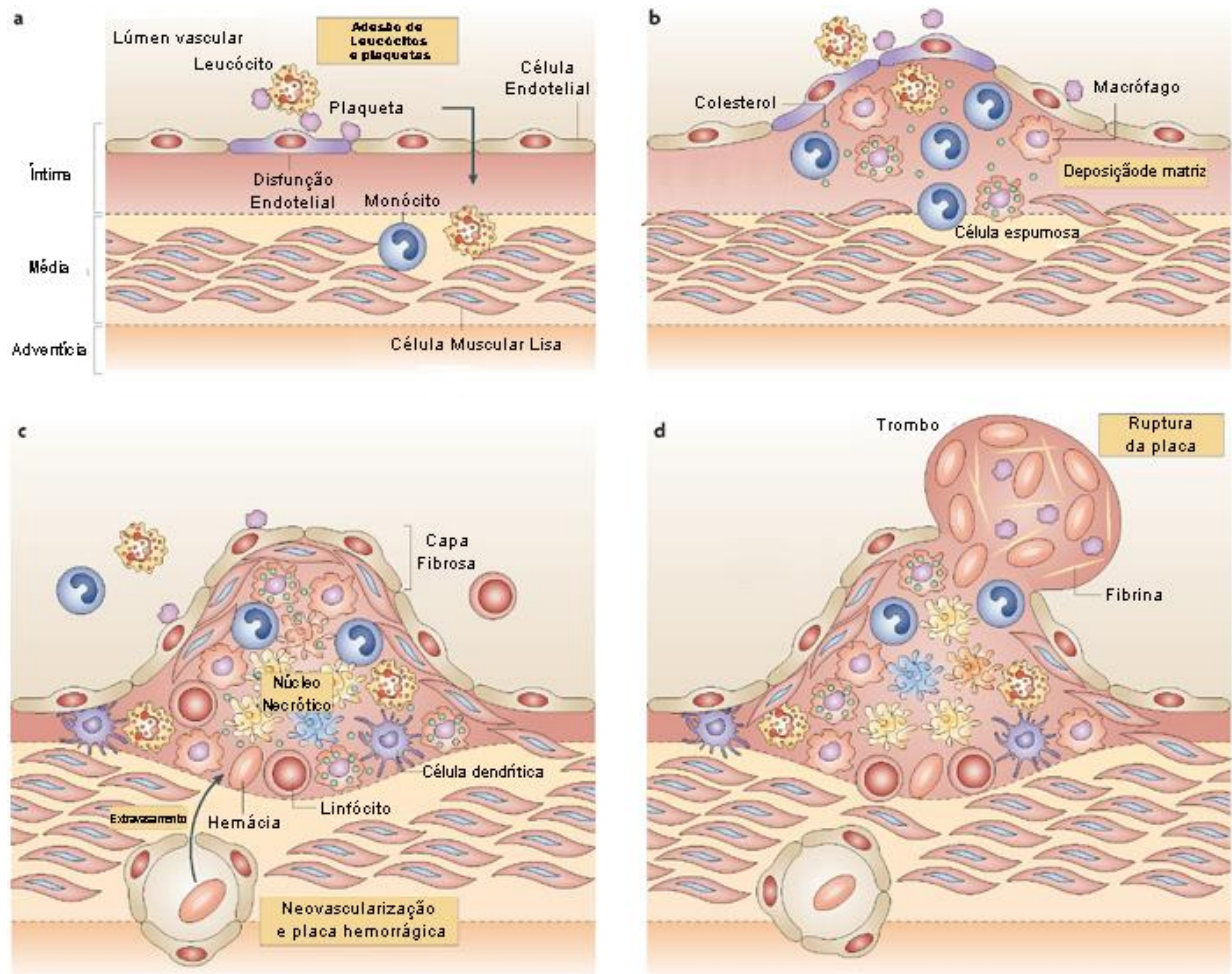 a
Lúmen vascular
Leucócito
Adesão de
Leucócitos
e plaquetas
Plaqueta
Célula
Endotelial
Íntima
Disfunção
Endotelial
Monócito
Média
Adventícia
Célula Muscular Lisa
b
Colesterol
Macrófago
Deposiçãode matriz
Célula espumosa
c
Capa
Fibrosa
Núcleo
Necrótico
Célula dendrítica
Linfócito
Extravasamento
Hemácia
Neovascularização
e placa hemorrágica
d
Trombo
Ruptura
da placa
Fibrina